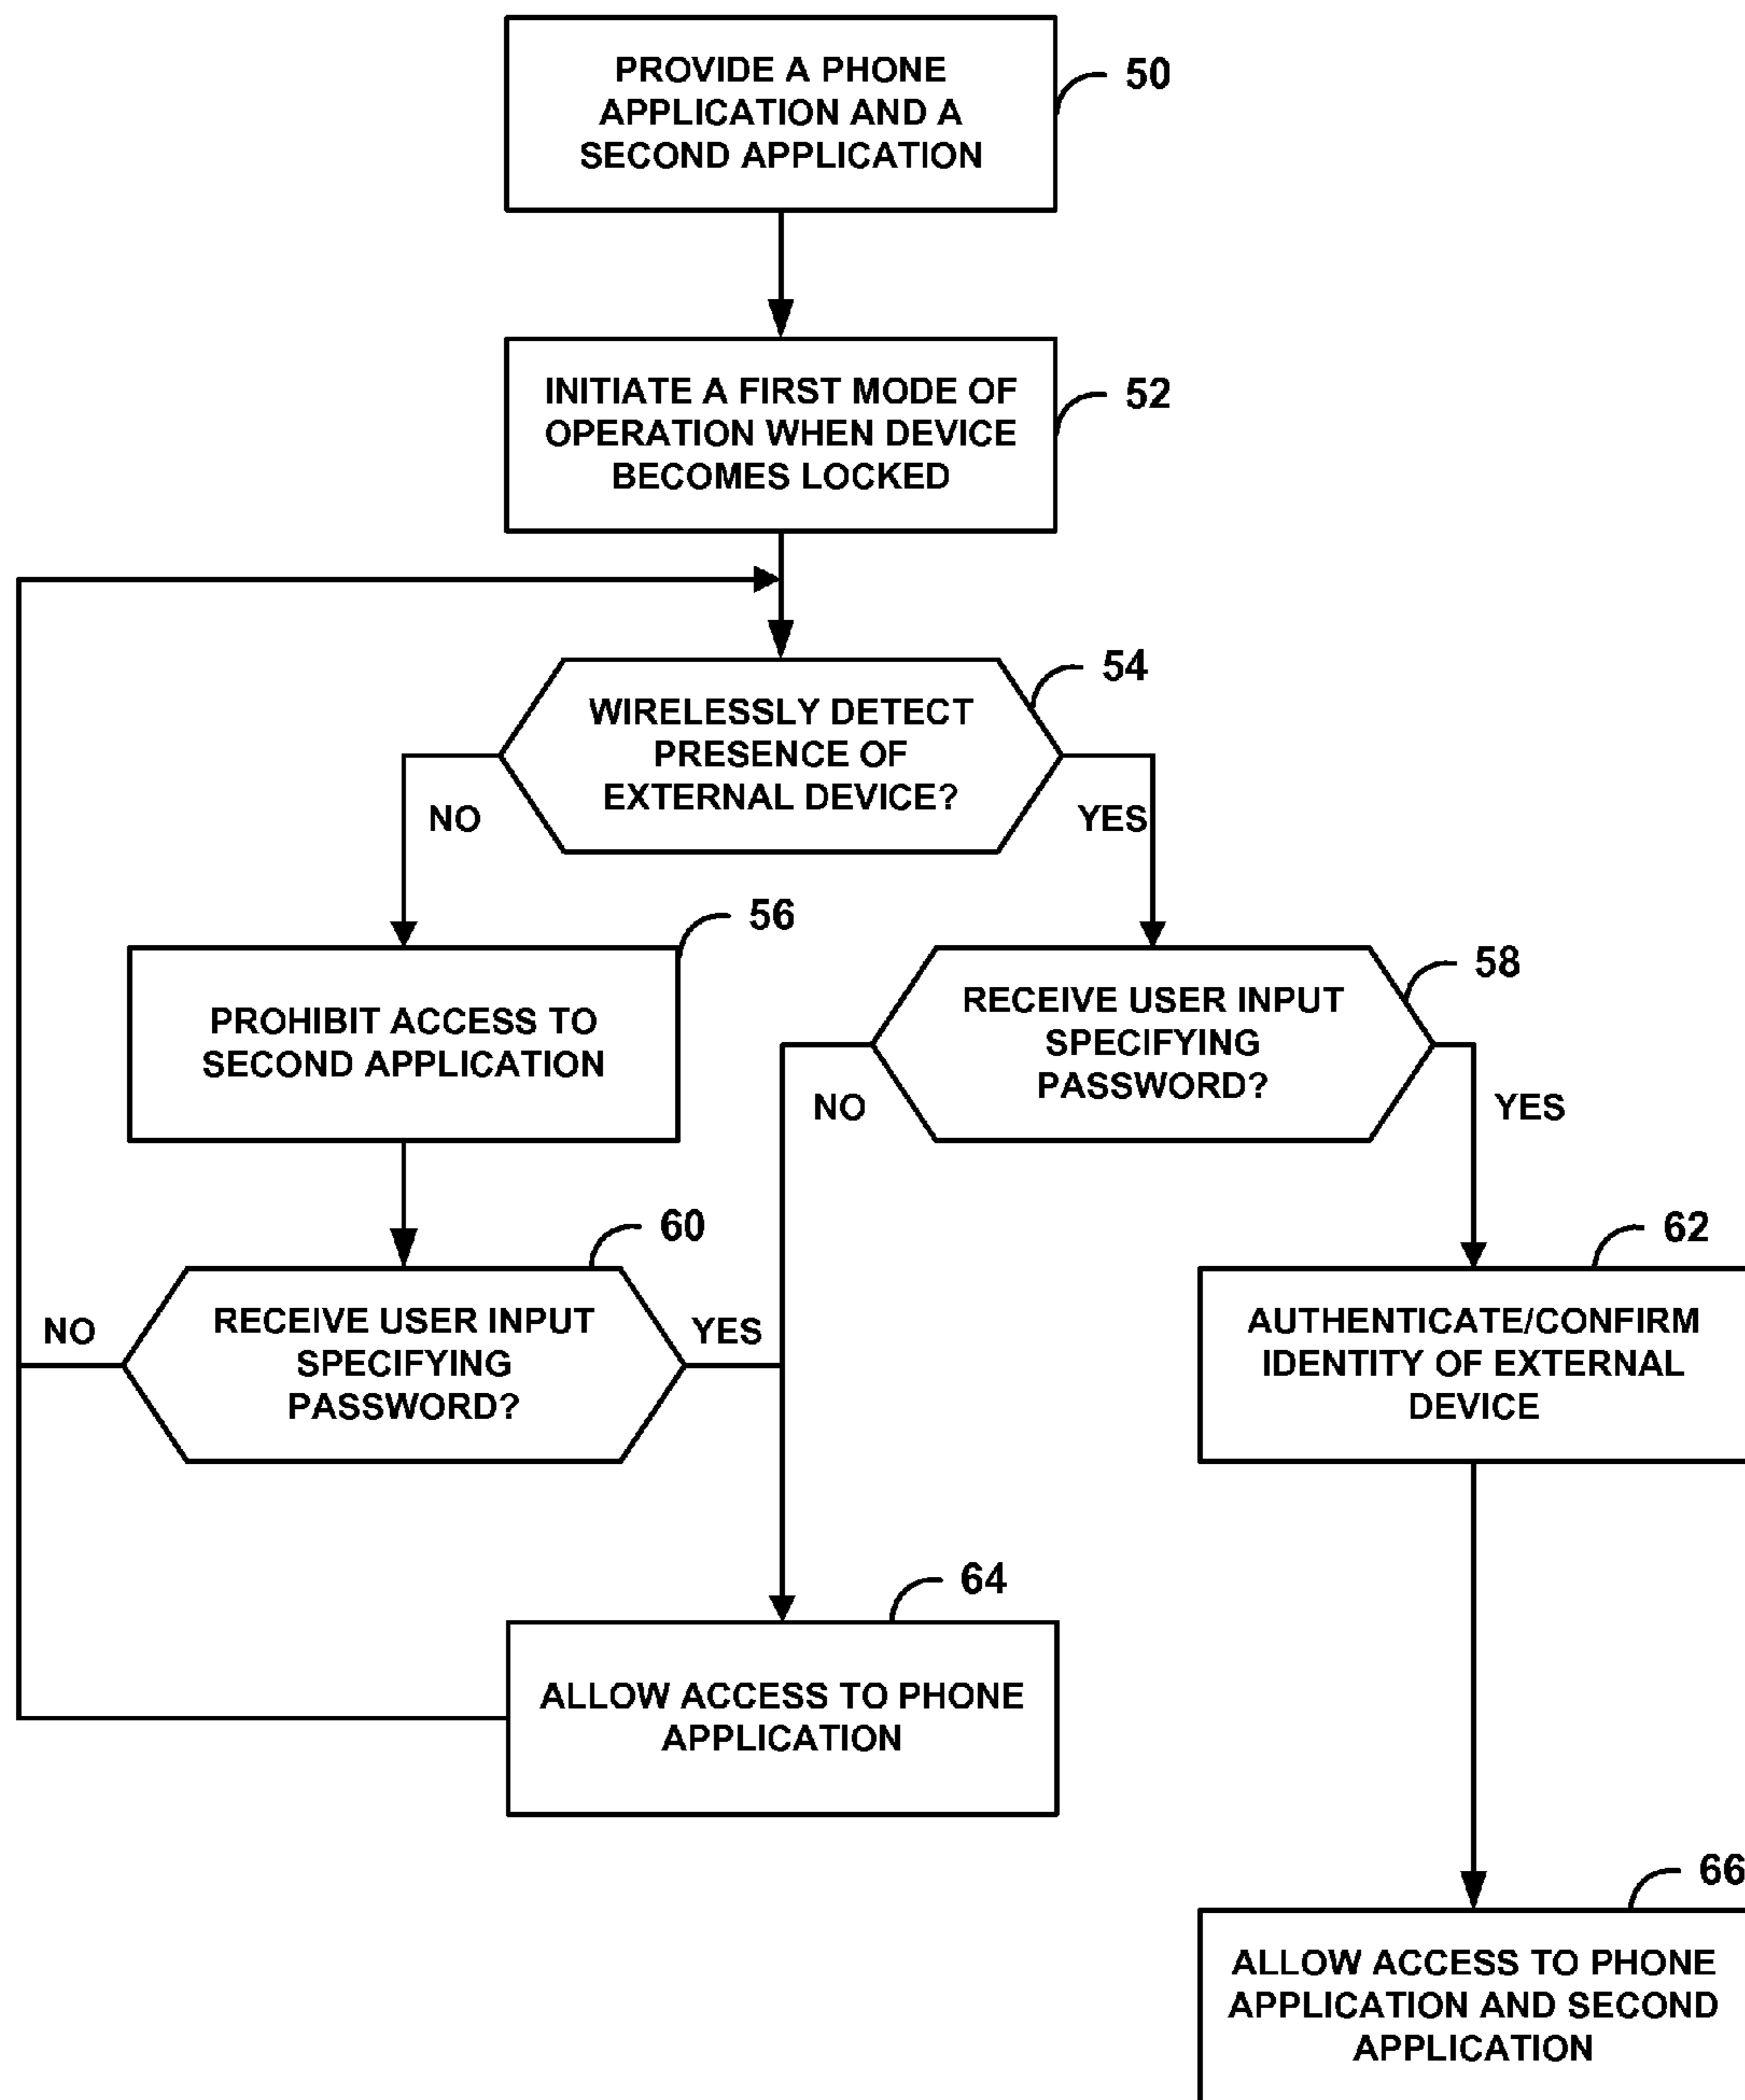 PROVIDE A PHONE
APPLICATION AND A
SECOND APPLICATION
50
INITIATE A FIRST MODE OF
OPERATION WHEN DEVICE
BECOMES LOCKED
52
WIRELESSLY DETECT
PRESENCE OF
EXTERNAL DEVICE?
54
NO
YES
PROHIBIT ACCESS TO
SECOND APPLICATION
56
RECEIVE USER INPUT
SPECIFYING
PASSWORD?
58
NO
YES
RECEIVE USER INPUT
SPECIFYING
PASSWORD?
60
NO
YES
AUTHENTICATE/CONFIRM
IDENTITY OF EXTERNAL
DEVICE
62
ALLOW ACCESS TO PHONE
APPLICATION
64
ALLOW ACCESS TO PHONE
APPLICATION AND SECOND
APPLICATION
66